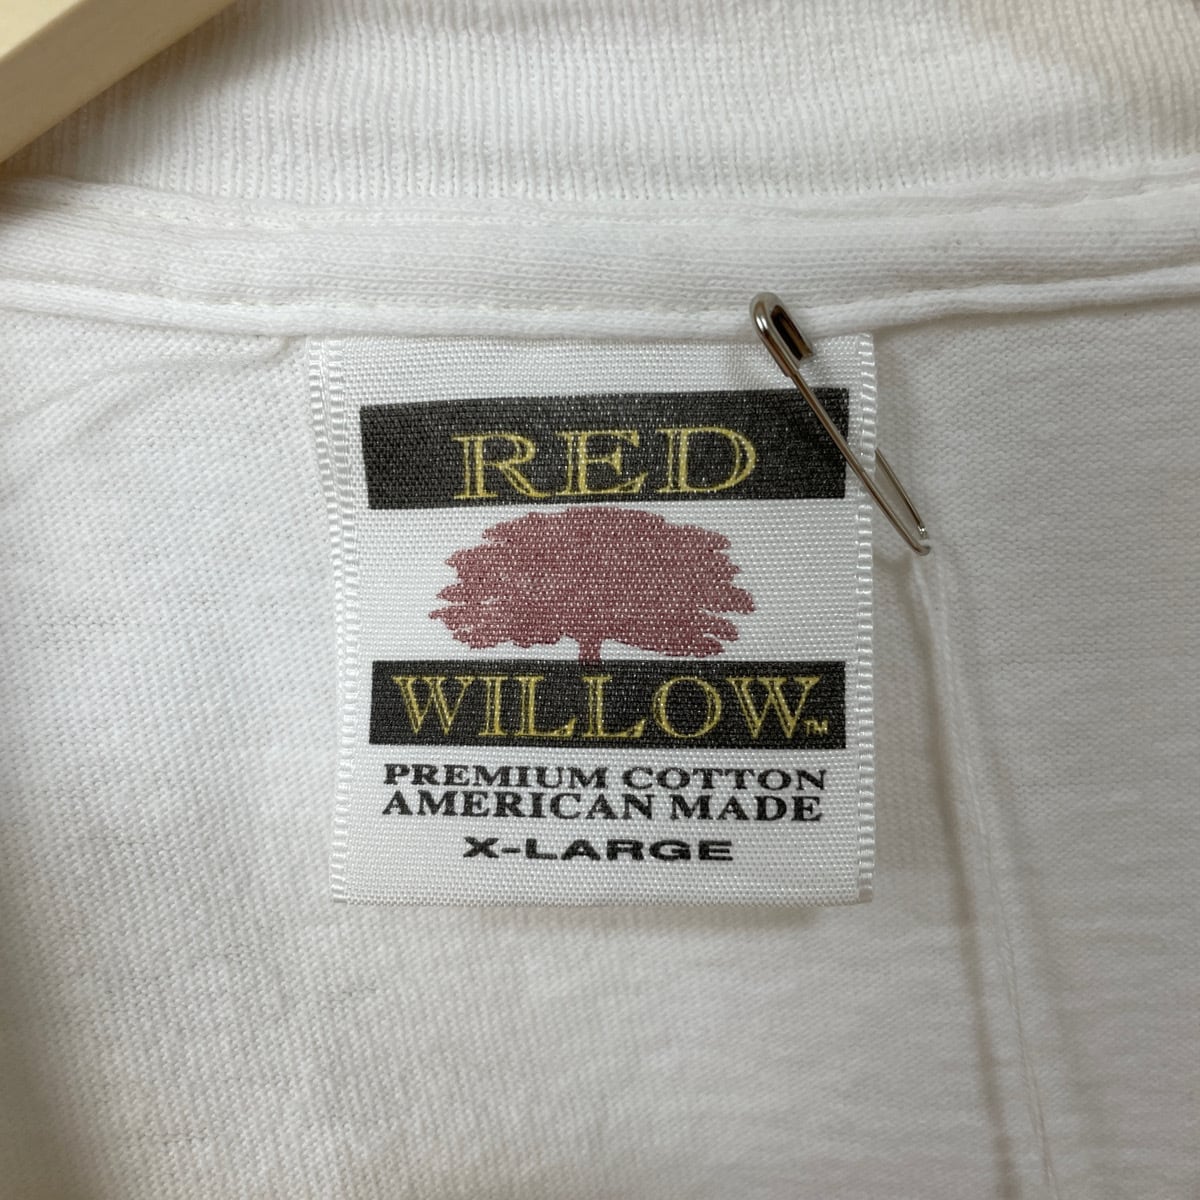 RED
WILLOW™
PREMIUM COTTON
AMERICAN MADE
X-LARGE